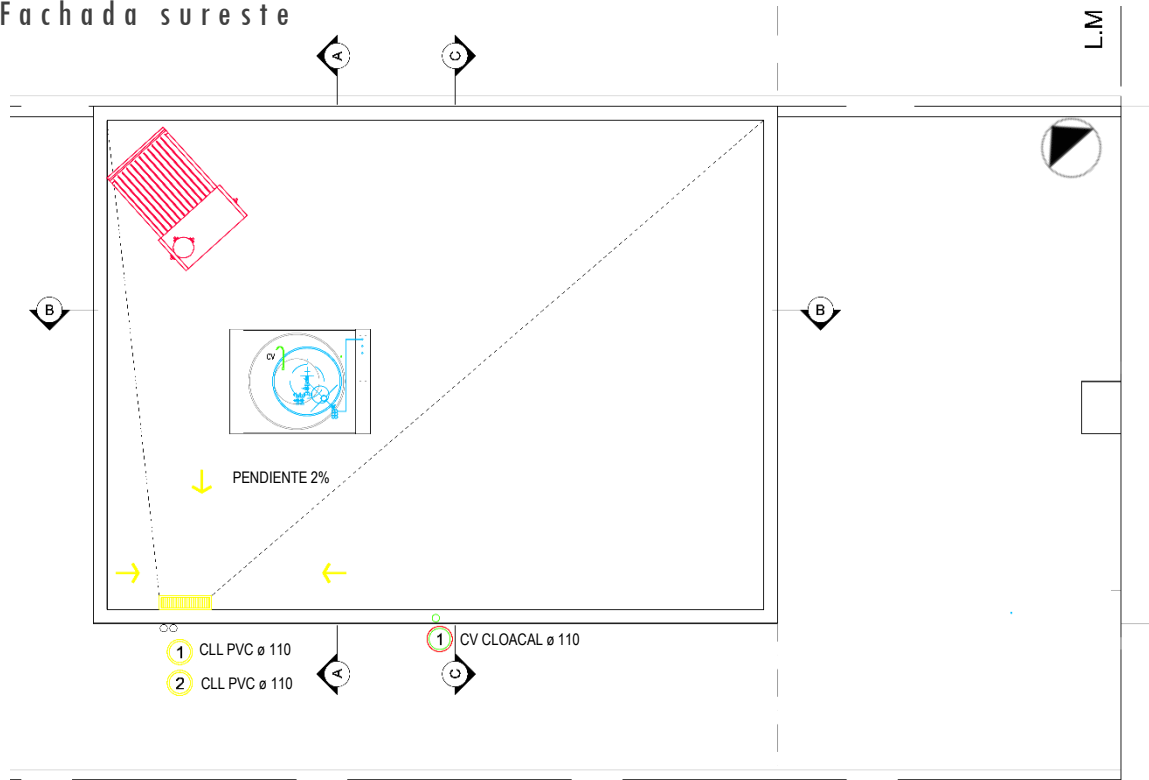 Fachada sureste
L.M
A
C
B
B
CV
PENDIENTE 2%
1 CLL PVC ø 110
2 CLL PVC ø 110
1 CV CLOACAL ø 110
A
C